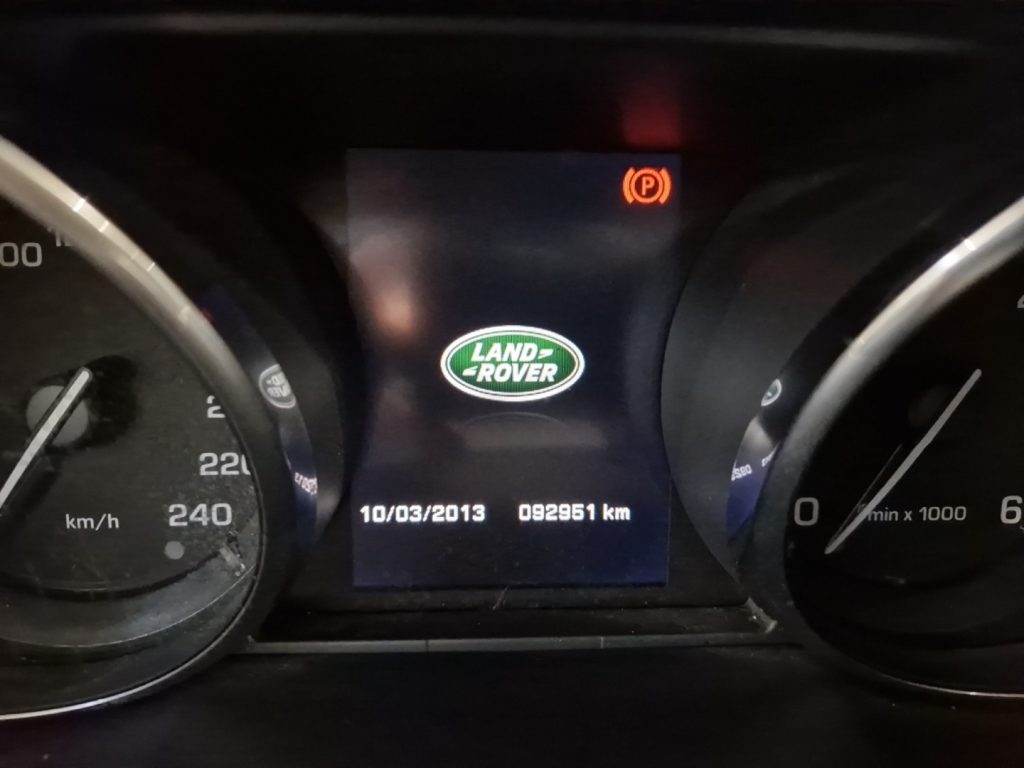 P
LAND
ROVER
220
km/h
240
10/03/2013 092951 km
0
min x 1000